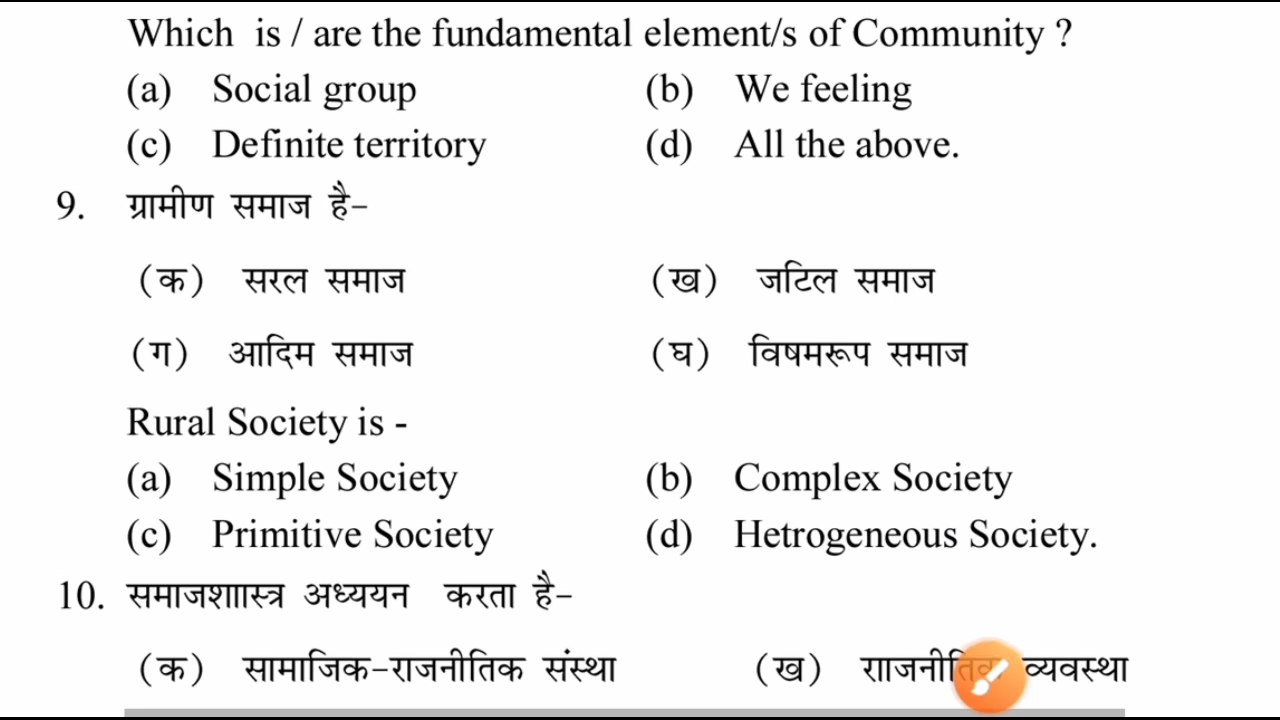 Which is / are the fundamental element/s of Community ?
(a) Social group (b) We feeling
(c) Definite territory (d) All the above.
9. ग्रामीण समाज है–
(क) सरल समाज (ख) जटिल समाज
(ग) आदिम समाज (घ) विषमरूप समाज
Rural Society is -
(a) Simple Society (b) Complex Society
(c) Primitive Society (d) Hetrogeneous Society.
10. समाजशाास्त्र अध्ययन करता है–
(क) सामाजिक–राजनीतिक संस्था (ख) रााजनीतिक व्यवस्था